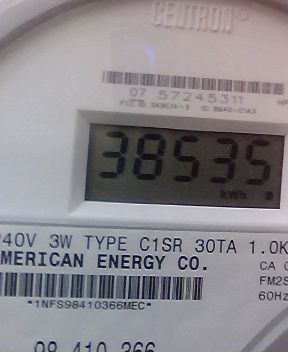 CENTRON®
07 57245311
38535
kWh
240V 3W TYPE C1SR 30TA 1.0K
AMERICAN ENERGY CO.
CA
FM2S
60Hz
*1NFS98410366MEC*
98 410 366